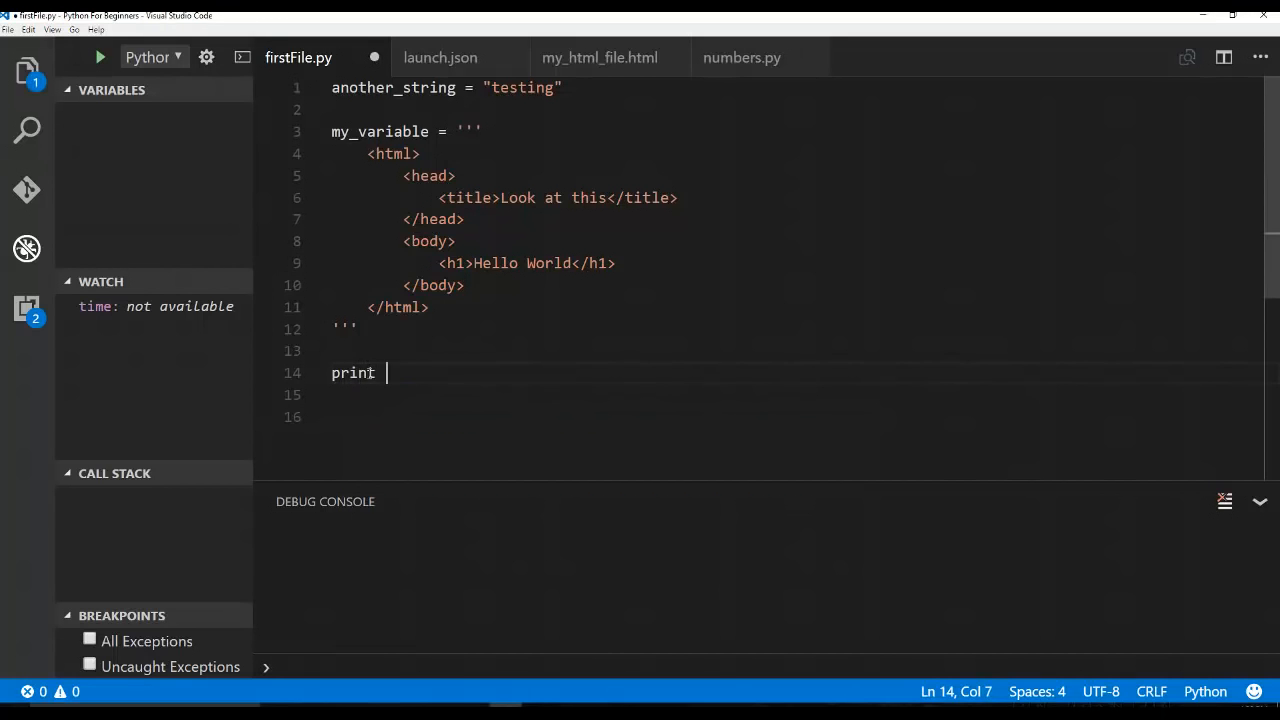 firstFile.py - Python For Beginners - Visual Studio Code
File Edit View Go Help
Python firstFile.py launch.json my_html_file.html numbers.py
1
VARIABLES
WATCH
time: not available
2
CALL STACK
BREAKPOINTS
All Exceptions
Uncaught Exceptions
1 another_string = "testing"
2
3 my_variable = '''
4 <html>
5 <head>
6 <title>Look at this</title>
7 </head>
8 <body>
9 <h1>Hello World</h1>
10 </body>
11 </html>
12 '''
13
14 print
15
16
DEBUG CONSOLE
0 0 Ln 14, Col 7 Spaces: 4 UTF-8 CRLF Python